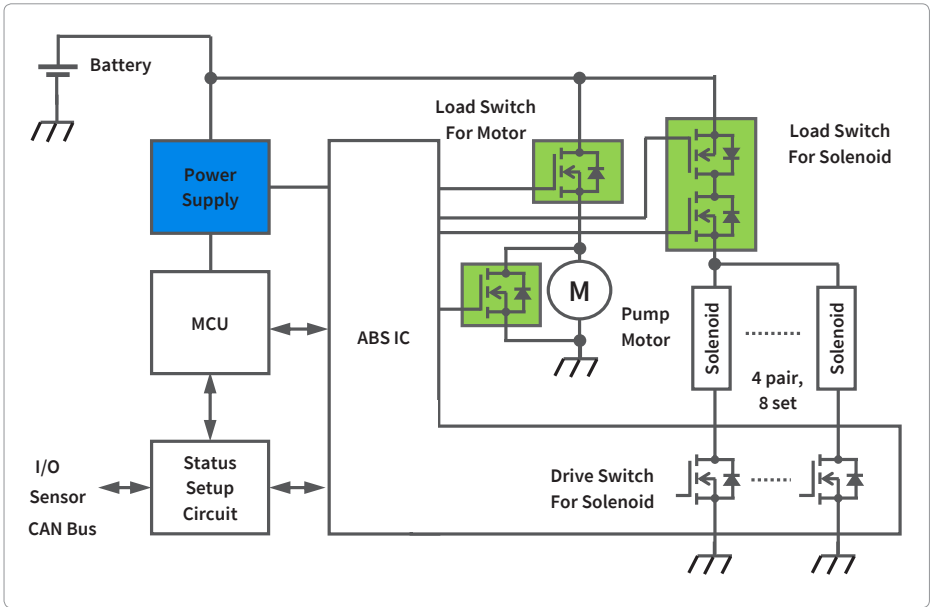 Battery
Load Switch
For Motor
Load Switch
For Solenoid
Power
Supply
MCU
ABS IC
M
Pump
Motor
Solenoid
Solenoid
4 pair,
8 set
I/O
Sensor
CAN Bus
Status
Setup
Circuit
Drive Switch
For Solenoid